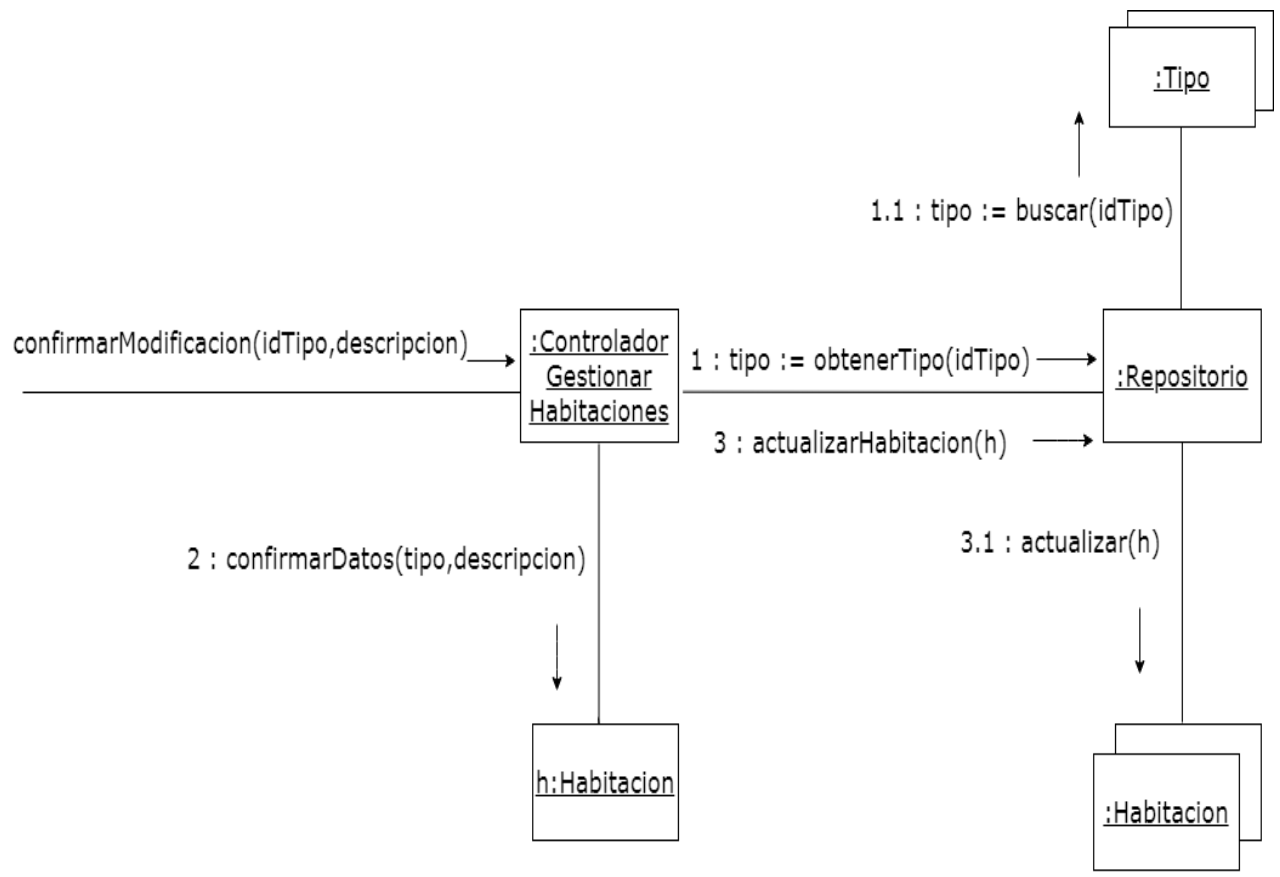 :Tipo
1.1 : tipo := buscar(idTipo)
confirmarModificacion(idTipo,descripcion)
:Controlador
Gestionar
Habitaciones
1 : tipo := obtenerTipo(idTipo)
:Repositorio
3 : actualizarHabitacion(h)
2 : confirmarDatos(tipo,descripcion)
3.1 : actualizar(h)
h:Habitacion
:Habitacion